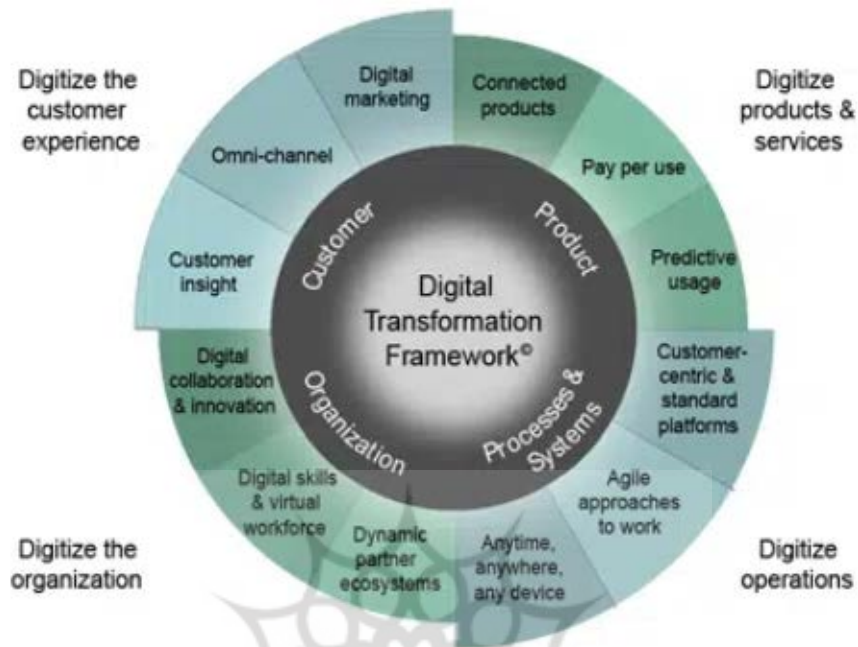 Digitize the
customer
experience
Digital
marketing
Omni-channel
Customer
insight
Connected
products
Pay per use
Predictive
usage
Digitize
products &
services
Customer
Product
Organization
Processes &
Systems
Digital
Transformation
Framework©
Digital
collaboration
& innovation
Digital skills
& virtual
workforce
Dynamic
partner
ecosystems
Customer-
centric &
standard
platforms
Agile
approaches
to work
Anytime,
anywhere,
any device
Digitize the
organization
Digitize
operations